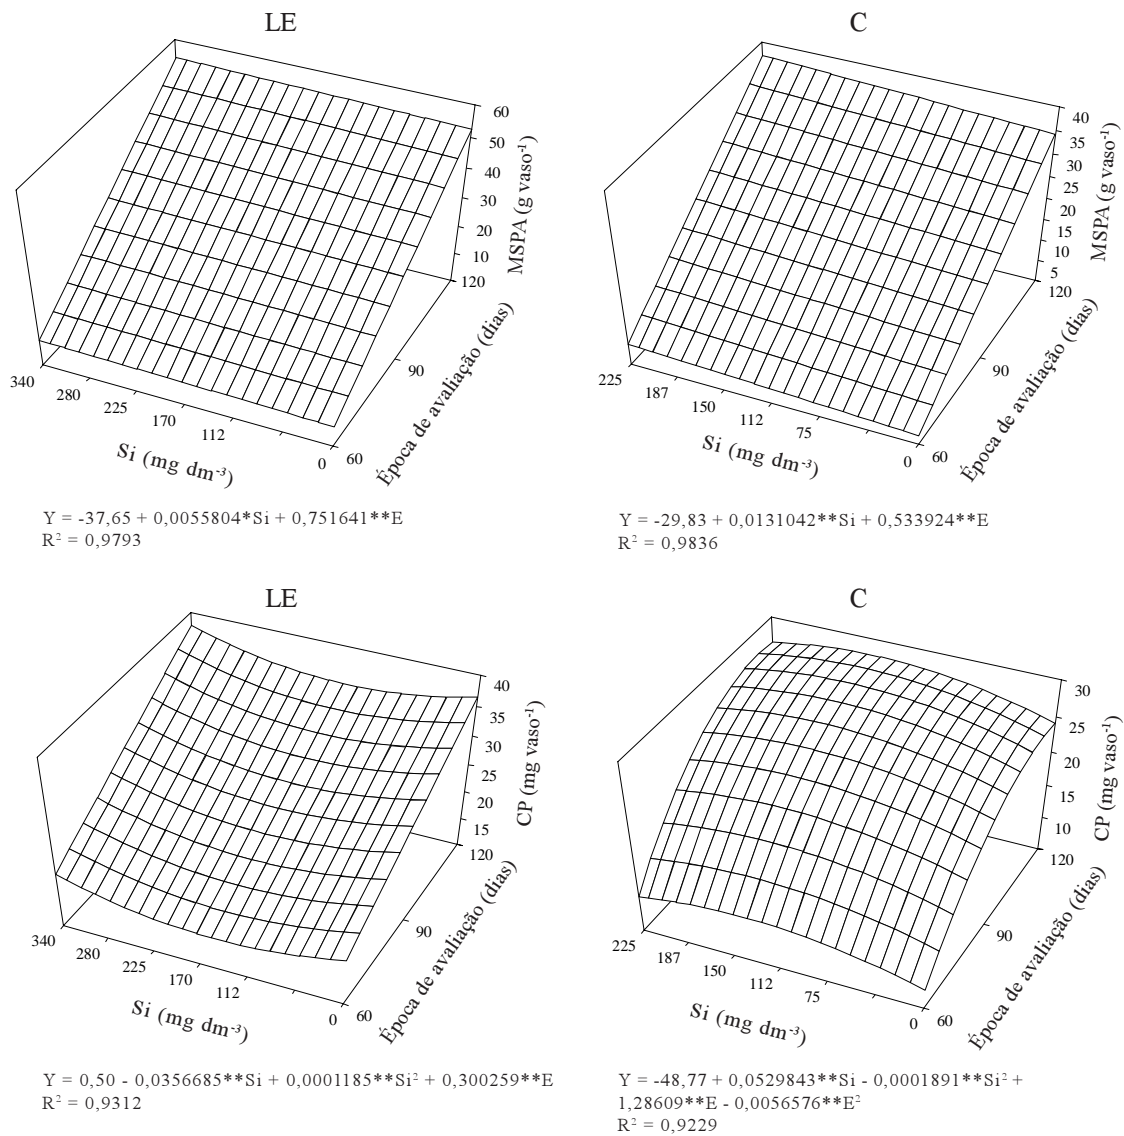 LE
60
50
40
30
20
10
MSPA (g vaso⁻¹)
120
90
60
Época de avaliação (dias)
340
280
225
170
112
0
Si (mg dm⁻³)
Y = -37,65 + 0,0055804*Si + 0,751641**E
R² = 0,9793
C
40
35
30
25
20
15
10
5
MSPA (g vaso⁻¹)
120
90
60
Época de avaliação (dias)
225
187
150
112
75
0
Si (mg dm⁻³)
Y = -29,83 + 0,0131042**Si + 0,533924**E
R² = 0,9836
LE
40
35
30
25
20
15
CP (mg vaso⁻¹)
120
90
60
Época de avaliação (dias)
340
280
225
170
112
0
Si (mg dm⁻³)
Y = 0,50 - 0,0356685**Si + 0,0001185**Si² + 0,300259**E
R² = 0,9312
C
30
25
20
15
10
CP (mg vaso⁻¹)
120
90
60
Época de avaliação (dias)
225
187
150
112
75
0
Si (mg dm⁻³)
Y = -48,77 + 0,0529843**Si - 0,0001891**Si² +
1,28609**E - 0,0056576**E²
R² = 0,9229